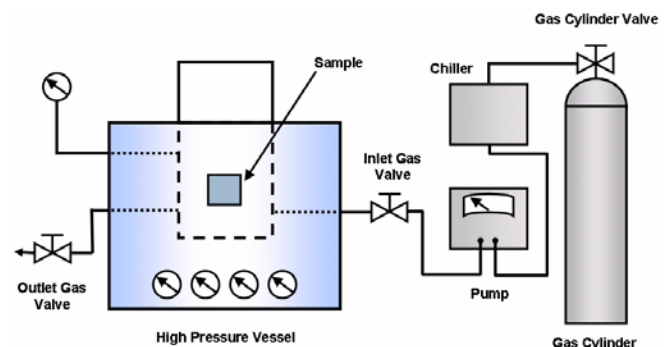 Gas Cylinder Valve
Sample
Chiller
Inlet Gas
Valve
Outlet Gas
Valve
Pump
High Pressure Vessel
Gas Cylinder